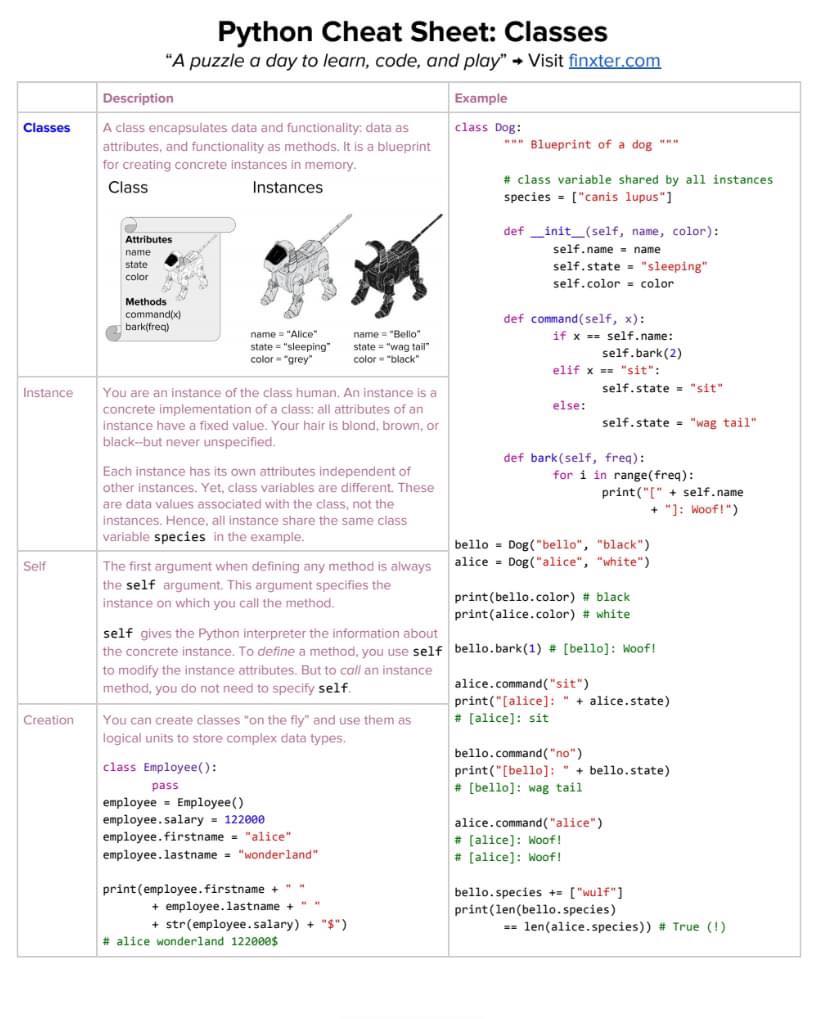 Python Cheat Sheet: Classes
“A puzzle a day to learn, code, and play” → Visit finxter.com
Description
Example
Classes
A class encapsulates data and functionality: data as
attributes, and functionality as methods. It is a blueprint
for creating concrete instances in memory.
Class
Instances
Attributes
name
state
color
Methods
command(x)
bark(freq)
name = “Alice”
state = “sleeping”
color = “grey”
name = “Bello”
state = “wag tail”
color = “black”
Instance
You are an instance of the class human. An instance is a
concrete implementation of a class: all attributes of an
instance have a fixed value. Your hair is blond, brown, or
black--but never unspecified.
Each instance has its own attributes independent of
other instances. Yet, class variables are different. These
are data values associated with the class, not the
instances. Hence, all instance share the same class
variable species in the example.
Self
The first argument when defining any method is always
the self argument. This argument specifies the
instance on which you call the method.
self gives the Python interpreter the information about
the concrete instance. To define a method, you use self
to modify the instance attributes. But to call an instance
method, you do not need to specify self.
Creation
You can create classes “on the fly” and use them as
logical units to store complex data types.
class Employee():
pass
employee = Employee()
employee.salary = 122000
employee.firstname = "alice"
employee.lastname = "wonderland"
print(employee.firstname + " "
+ employee.lastname + " "
+ str(employee.salary) + "$")
# alice wonderland 122000$
class Dog:
""" Blueprint of a dog """
# class variable shared by all instances
species = ["canis lupus"]
def __init__(self, name, color):
self.name = name
self.state = "sleeping"
self.color = color
def command(self, x):
if x == self.name:
self.bark(2)
elif x == "sit":
self.state = "sit"
else:
self.state = "wag tail"
def bark(self, freq):
for i in range(freq):
print("[" + self.name
+ "]: Woof!")
bello = Dog("bello", "black")
alice = Dog("alice", "white")
print(bello.color) # black
print(alice.color) # white
bello.bark(1) # [bello]: Woof!
alice.command("sit")
print("[alice]: " + alice.state)
# [alice]: sit
bello.command("no")
print("[bello]: " + bello.state)
# [bello]: wag tail
alice.command("alice")
# [alice]: Woof!
# [alice]: Woof!
bello.species += ["wulf"]
print(len(bello.species)
== len(alice.species)) # True (!)